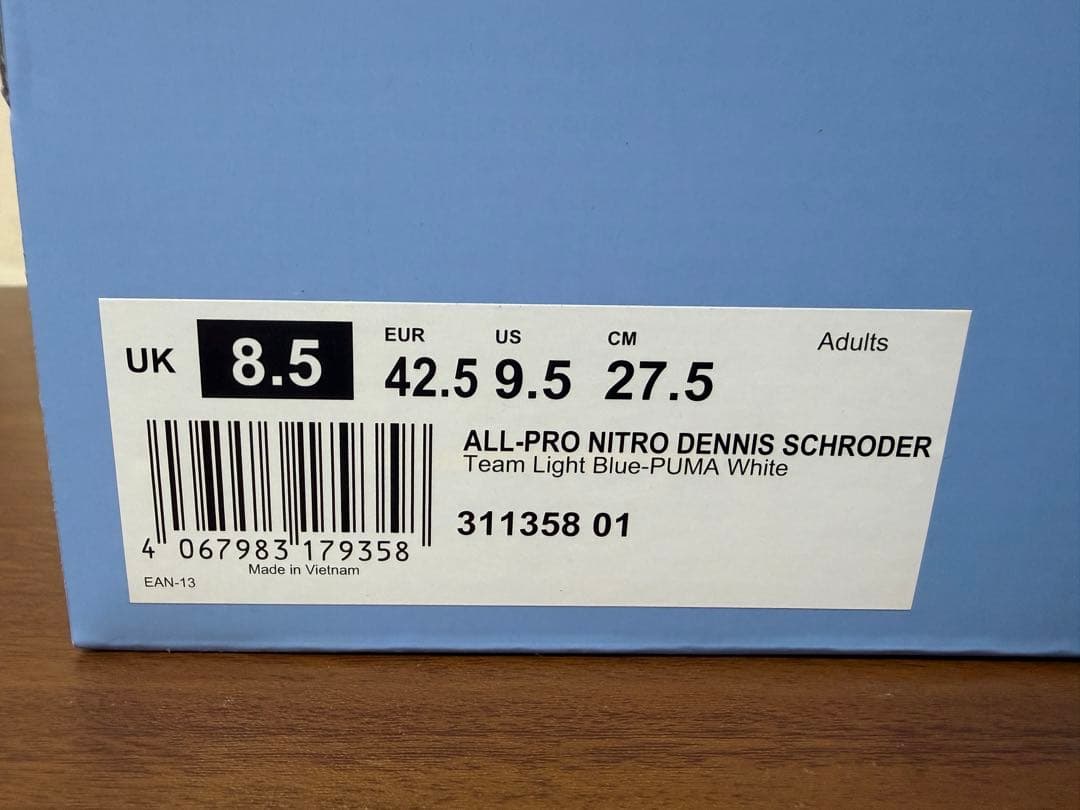 UK 8.5
EUR US CM
42.5 9.5 27.5
Adults
ALL-PRO NITRO DENNIS SCHRODER
Team Light Blue-PUMA White
311358 01
4 067983 179358
Made in Vietnam
EAN-13